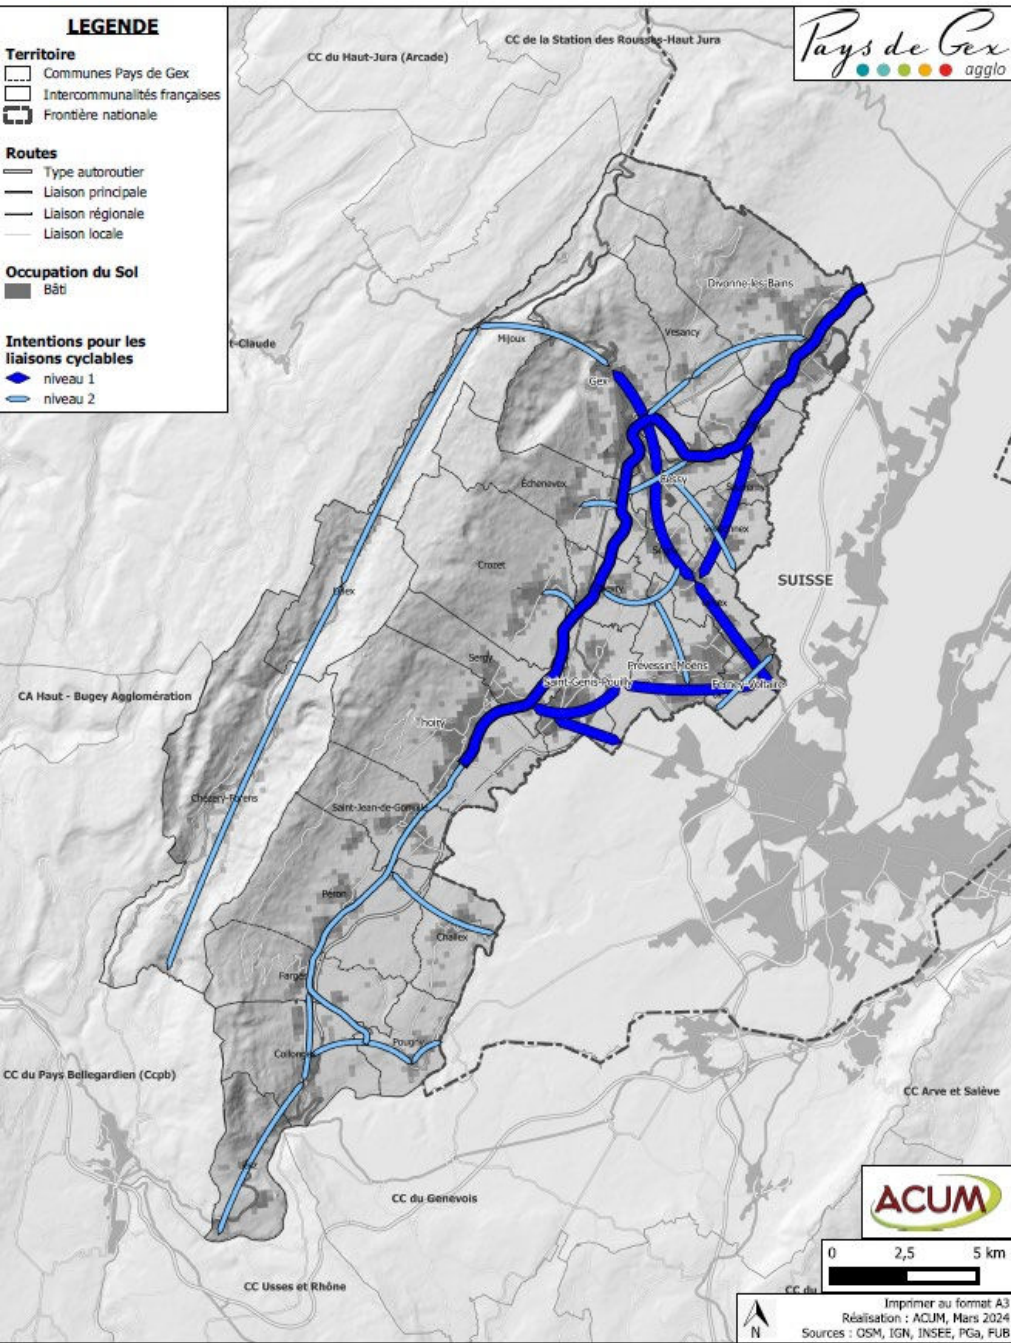 LEGENDE
Territoire
Communes Pays de Gex
Intercommunalités françaises
Frontière nationale
Routes
Type autoroutier
Liaison principale
Liaison régionale
Liaison locale
Occupation du Sol
Bâti
Intentions pour les
liaisons cyclables
niveau 1
niveau 2
CC du Haut-Jura (Arcade)
CC de la Station des Rousses-Haut Jura
Pays de Gex
agglo
t-Claude
Divonne-les-Bains
Mijoux
Vesancy
Gex
Échenevex
Cessy
Crozet
SUISSE
Sergy
Prévessin-Moëns
Saint-Genis-Pouilly
Ferney-Voltaire
CA Haut - Bugey Agglomération
Thoiry
Chézery-Forens
Saint-Jean-de-Gonville
Péron
Challex
Farges
Collonges
Pougny
CC du Pays Bellegardien (Ccpb)
CC Arve et Salève
CC du Genevois
CC Usses et Rhône
CC du
ACUM
0 2,5 5 km
N
Imprimer au format A3
Réalisation : ACUM, Mars 2024
Sources : OSM, IGN, INSEE, PGa, FUB